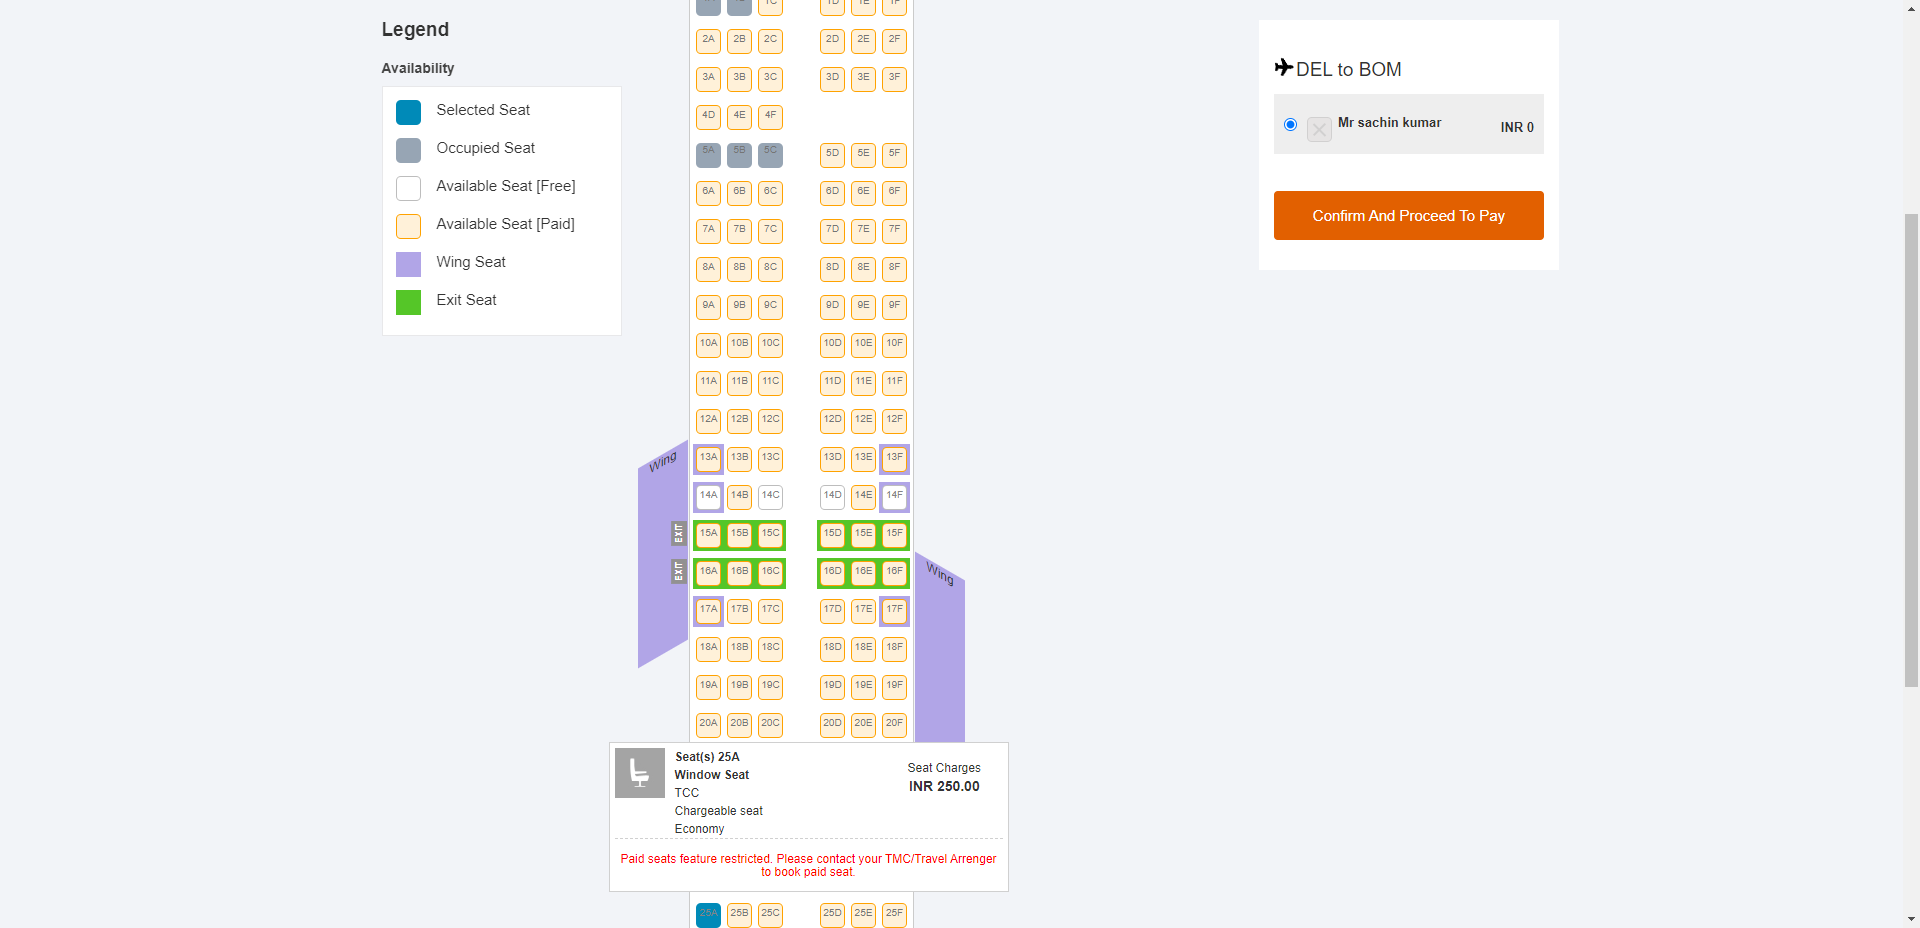 Legend
Availability
Selected Seat
Occupied Seat
Available Seat [Free]
Available Seat [Paid]
Wing Seat
Exit Seat
1C 1D 1E 1F
2A 2B 2C 2D 2E 2F
3A 3B 3C 3D 3E 3F
4D 4E 4F
5A 5B 5C 5D 5E 5F
6A 6B 6C 6D 6E 6F
7A 7B 7C 7D 7E 7F
8A 8B 8C 8D 8E 8F
9A 9B 9C 9D 9E 9F
10A 10B 10C 10D 10E 10F
11A 11B 11C 11D 11E 11F
12A 12B 12C 12D 12E 12F
Wing
13A 13B 13C 13D 13E 13F
14A 14B 14C 14D 14E 14F
EXIT 15A 15B 15C 15D 15E 15F
EXIT 16A 16B 16C 16D 16E 16F
Wing
17A 17B 17C 17D 17E 17F
18A 18B 18C 18D 18E 18F
19A 19B 19C 19D 19E 19F
20A 20B 20C 20D 20E 20F
Seat(s) 25A
Window Seat
TCC
Chargeable seat
Economy
Seat Charges
INR 250.00
Paid seats feature restricted. Please contact your TMC/Travel Arrenger
to book paid seat.
25A 25B 25C 25D 25E 25F
DEL to BOM
Mr sachin kumar
INR 0
Confirm And Proceed To Pay